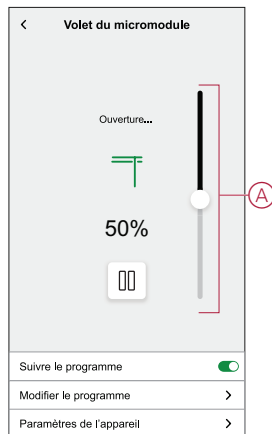 Volet du micromodule
Ouverture...
50%
A
Suivre le programme
Modifier le programme
Paramètres de l'appareil